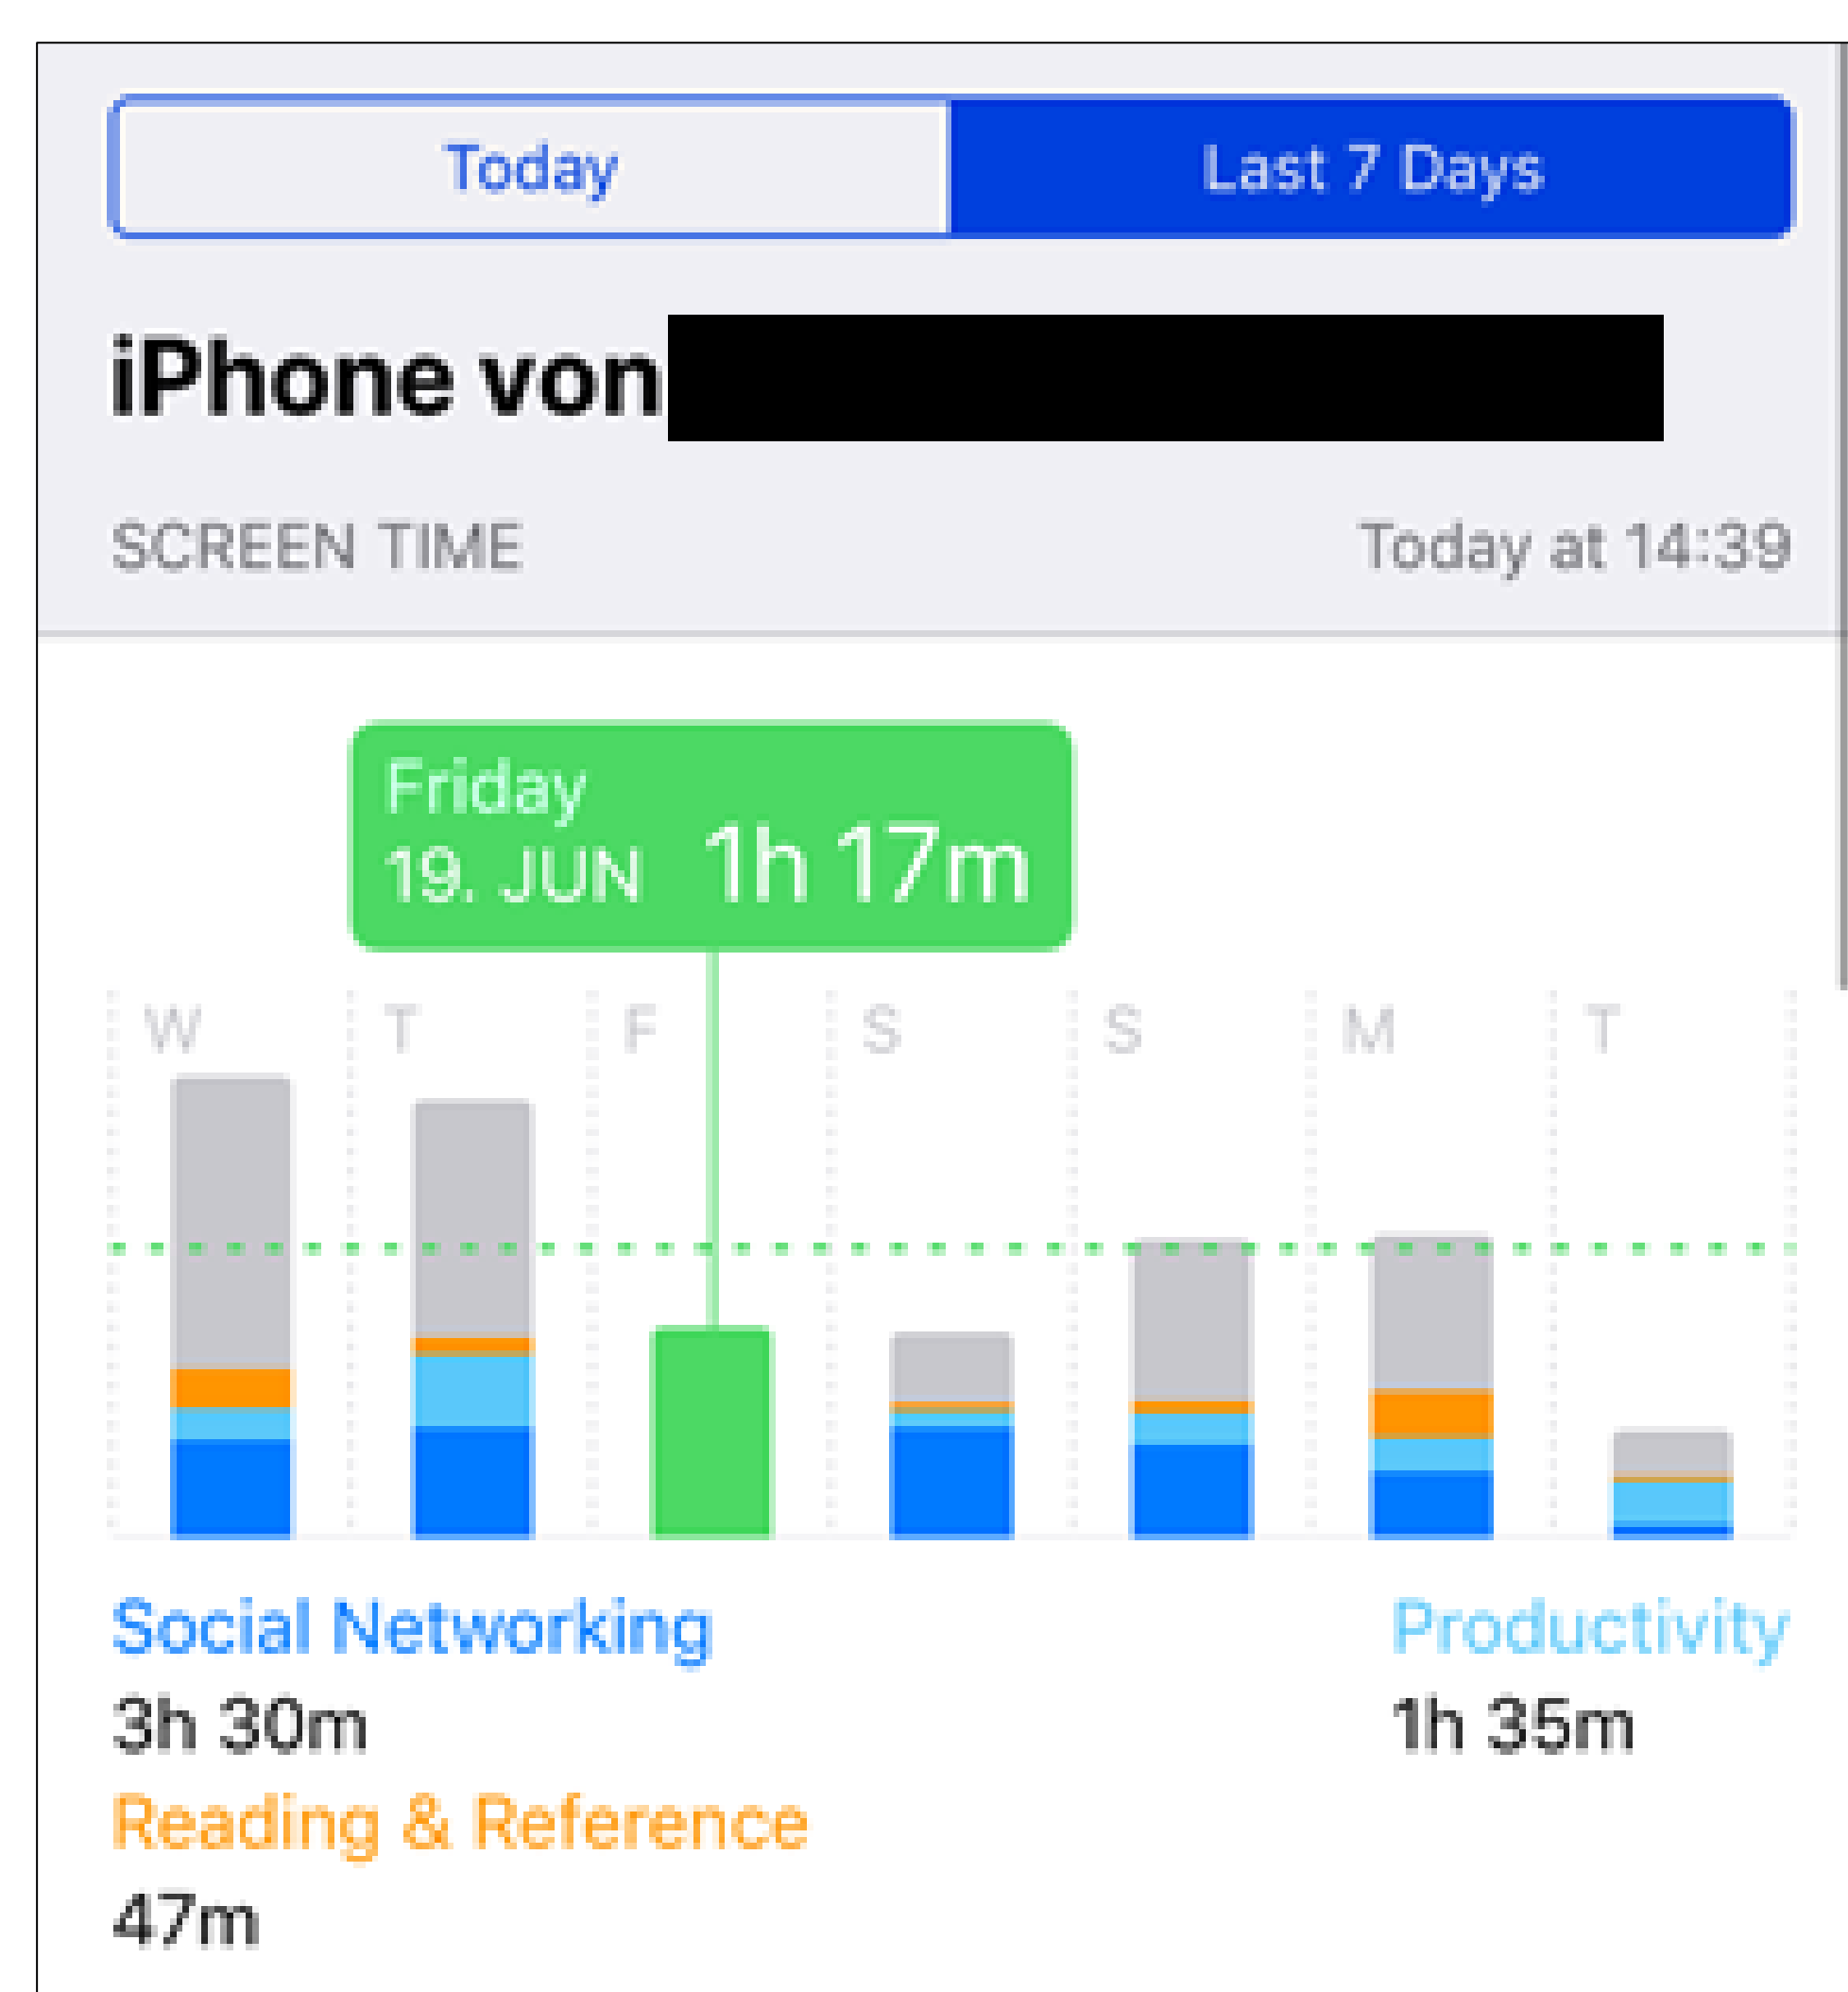 Today Last 7 Days
iPhone von
SCREEN TIME Today at 14:39
Friday
19. JUN 1h 17m
W T F S S M T
Social Networking Productivity
3h 30m 1h 35m
Reading & Reference
47m